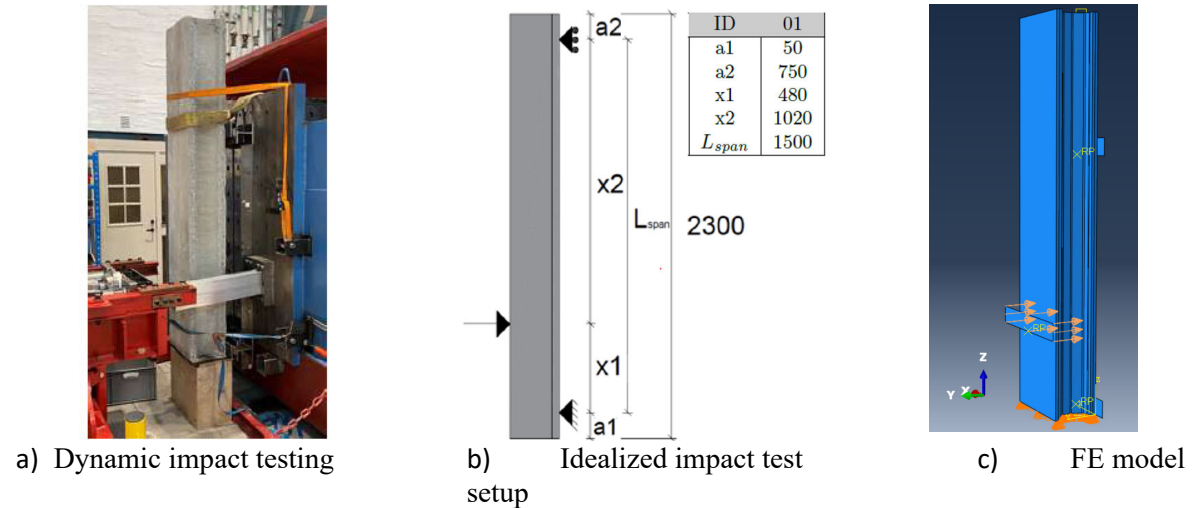 a2
x2
Lspan
2300
x1
a1
ID 01
a1 50
a2 750
x1 480
x2 1020
Lspan 1500
RP
RP
RP
Z
Y X
a) Dynamic impact testing
b) Idealized impact test
setup
c) FE model